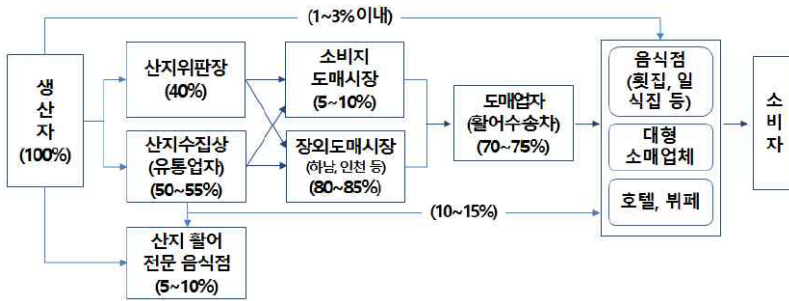 (1~3% 이내)
생
산
자
(100%)
산지위판장
(40%)
산지수집상
(유통업자)
(50~55%)
산지 활어
전문 음식점
(5~10%)
소비지
도매시장
(5~10%)
장외도매시장
(하남, 인천 등)
(80~85%)
(10~15%)
도매업자
(활어수송차)
(70~75%)
음식점
(횟집, 일
식집 등)
대형
소매업체
호텔, 뷔페
소
비
자